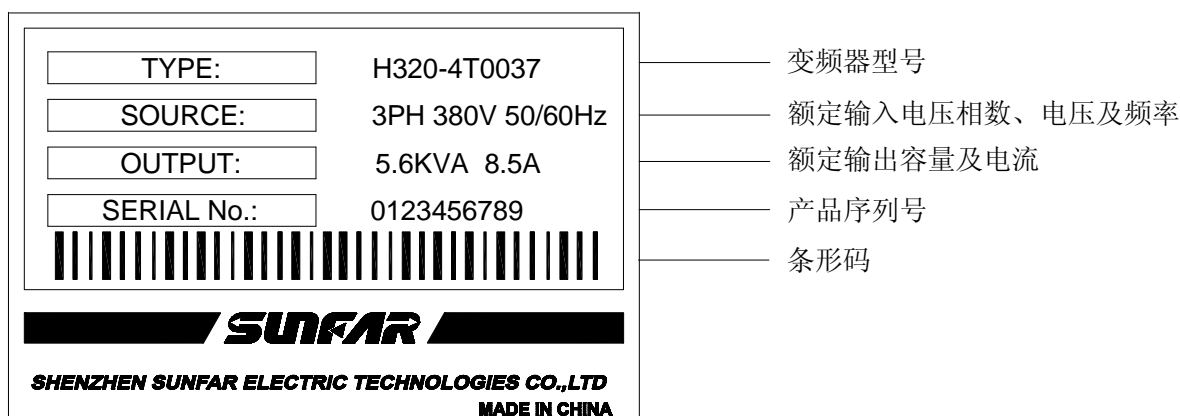 TYPE: H320-4T0037 变频器型号
SOURCE: 3PH 380V 50/60Hz 额定输入电压相数、电压及频率
OUTPUT: 5.6KVA 8.5A 额定输出容量及电流
SERIAL No.: 0123456789 产品序列号
条形码
SUNFAR
SHENZHEN SUNFAR ELECTRIC TECHNOLOGIES CO.,LTD
MADE IN CHINA